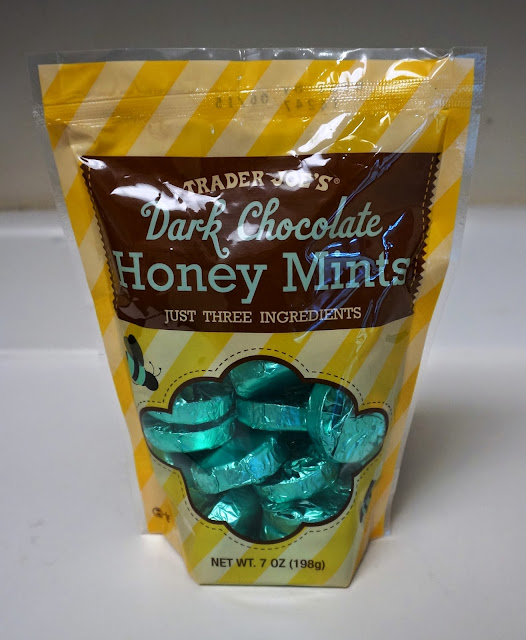 TRADER JOE'S®
Dark Chocolate
Honey Mints
JUST THREE INGREDIENTS
NET WT. 7 OZ (198g)